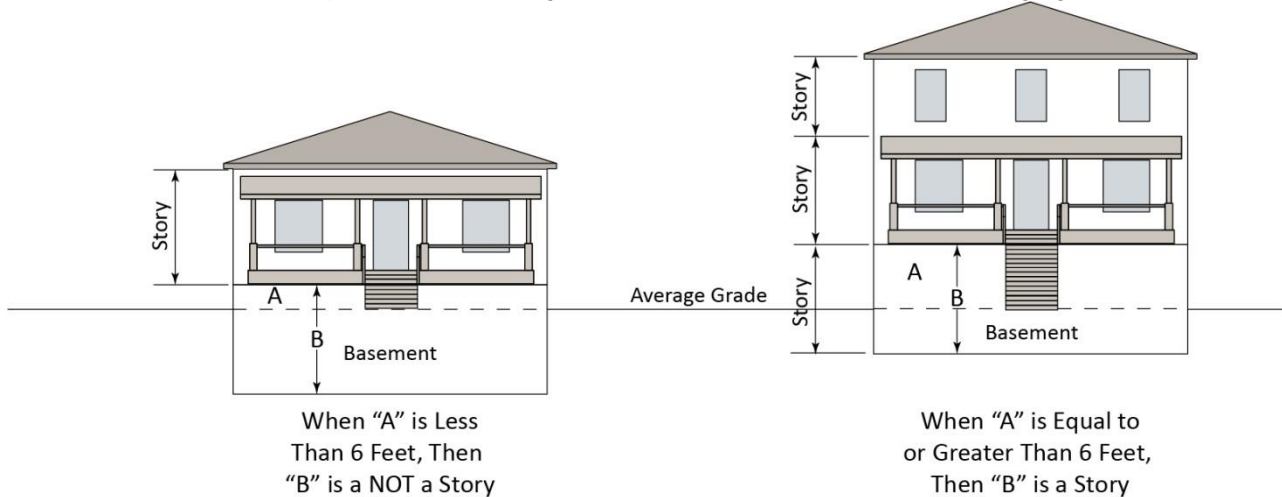 Story
A
B
Basement
When “A” is Less
Than 6 Feet, Then
“B” is a NOT a Story
Average Grade
Story
Story
Story
A
B
Basement
When “A” is Equal to
or Greater Than 6 Feet,
Then “B” is a Story